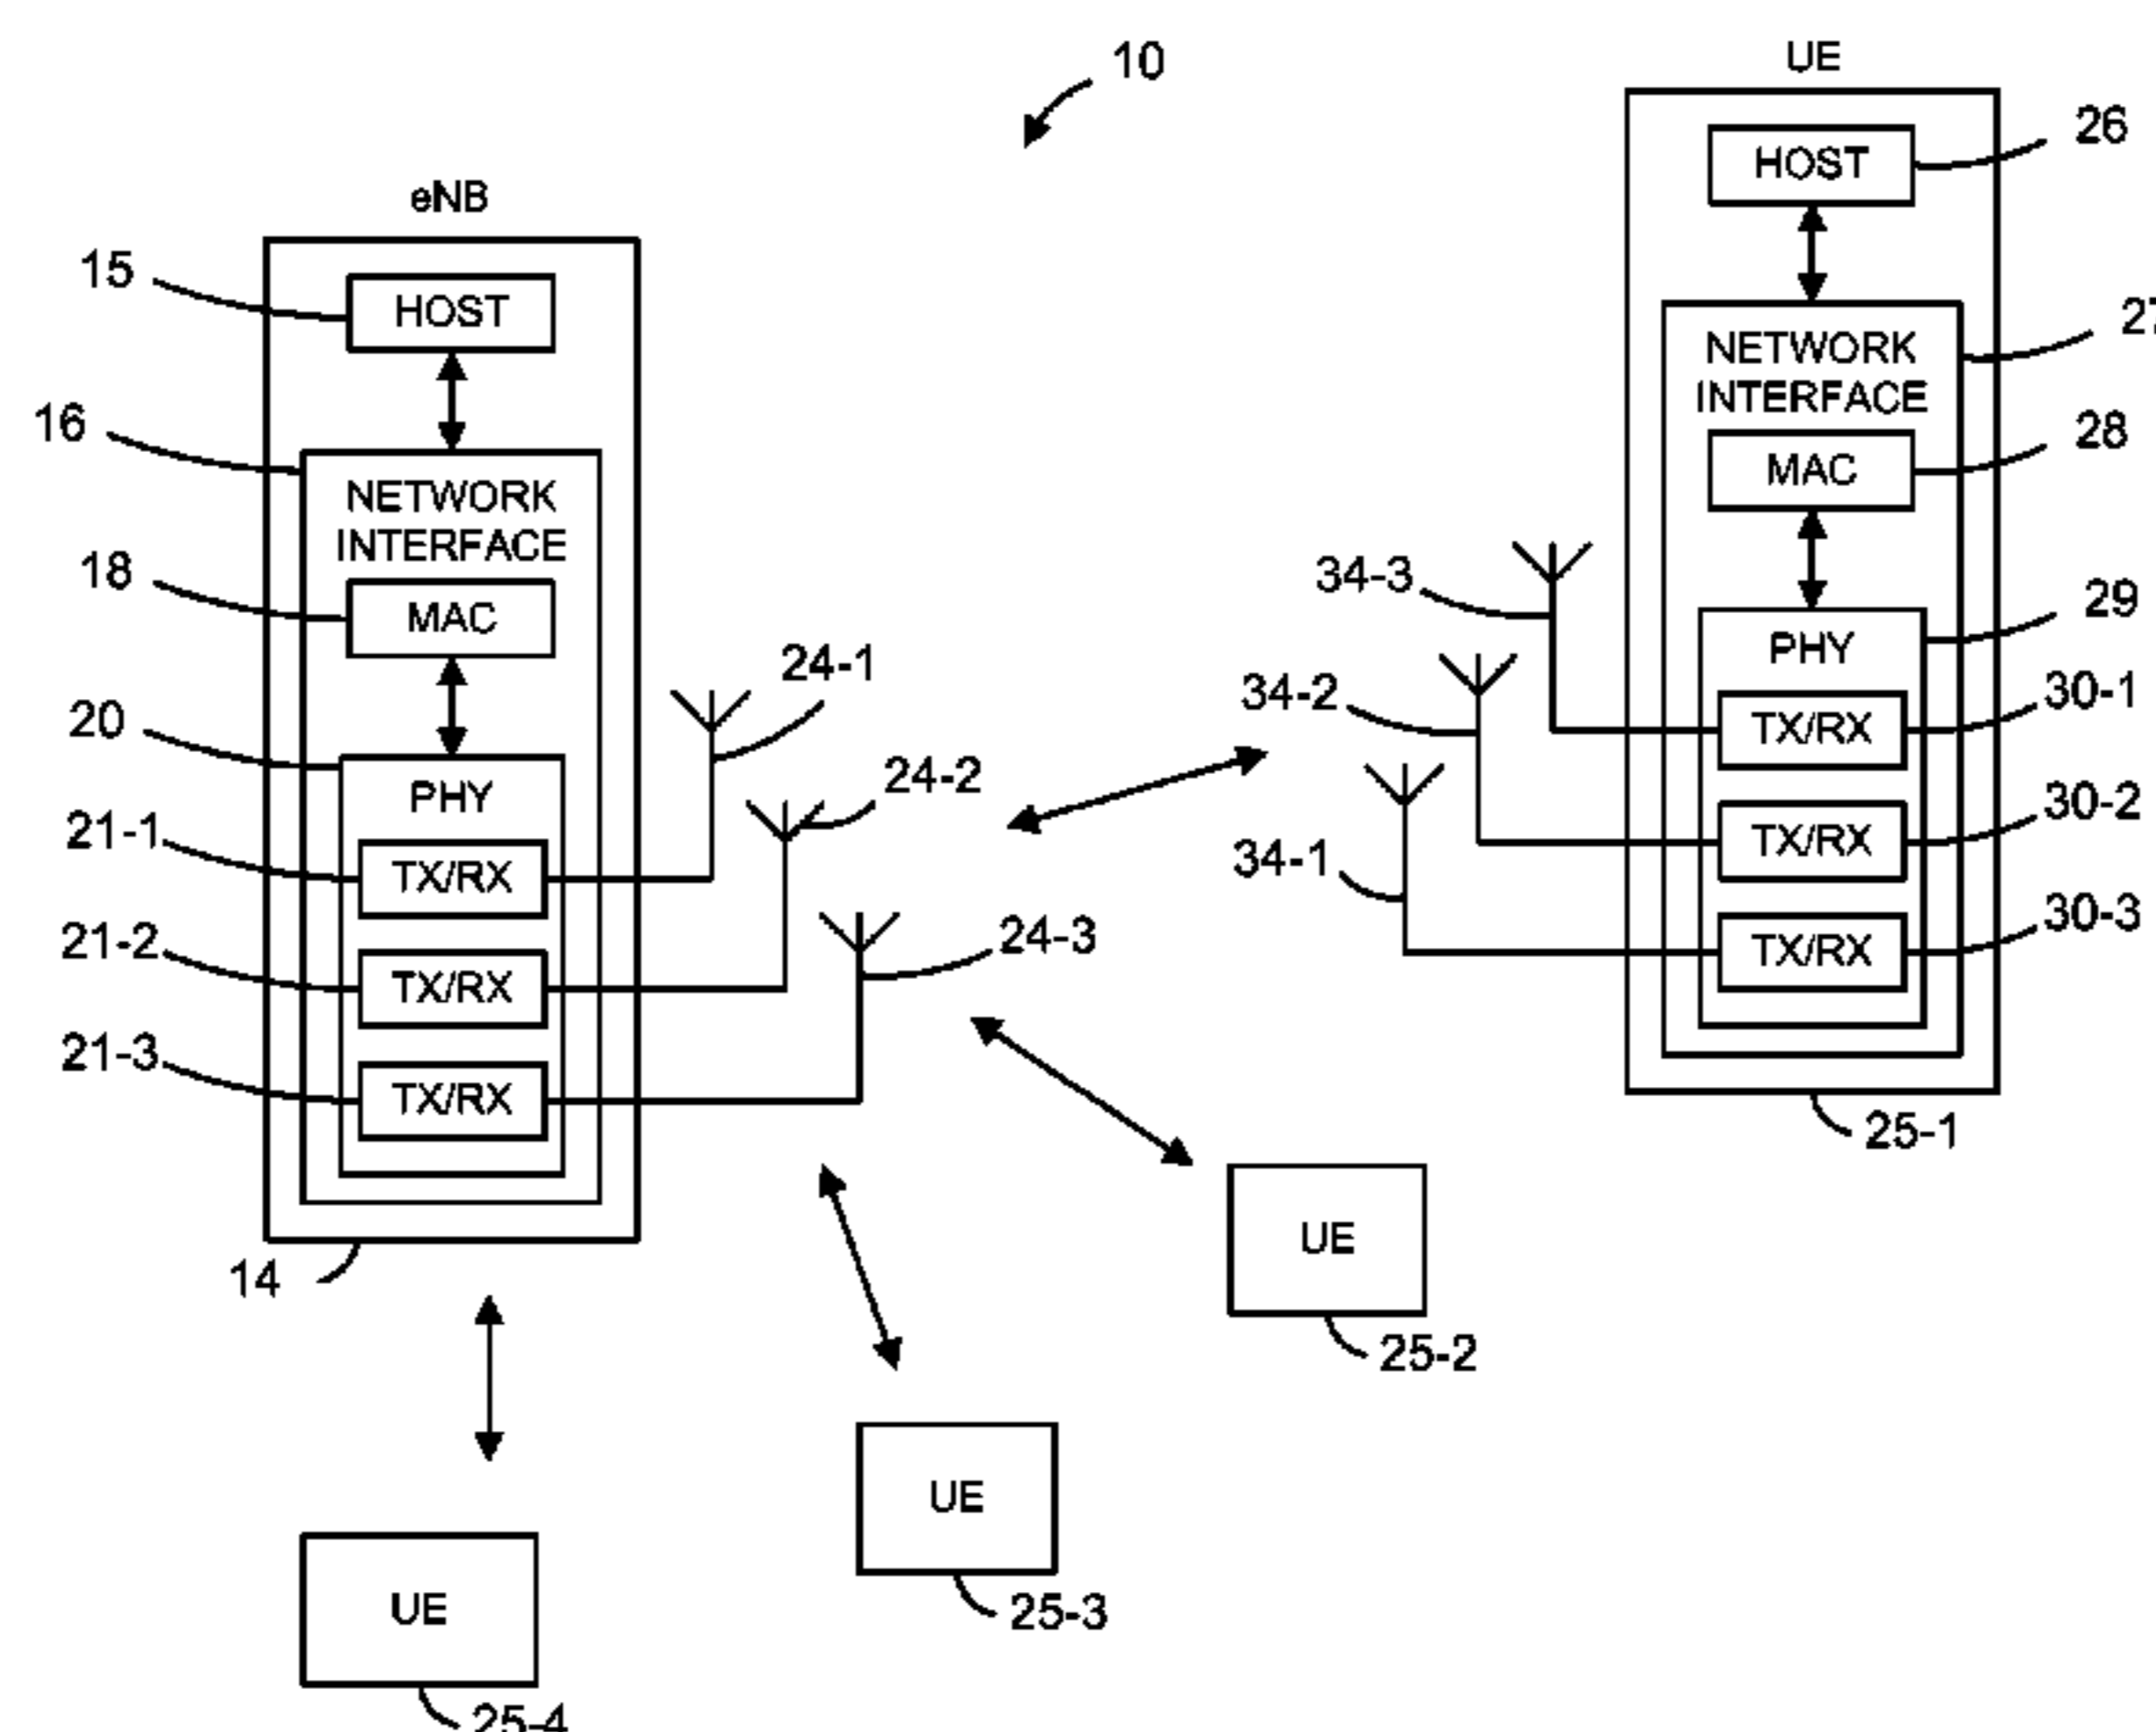 10
UE
HOST
26
eNB
15
HOST
NETWORK
INTERFACE
27
16
NETWORK
INTERFACE
MAC
28
18
MAC
34-3
PHY
29
24-1
34-2
TX/RX
30-1
20
PHY
24-2
TX/RX
30-2
21-1
TX/RX
34-1
21-2
TX/RX
24-3
TX/RX
30-3
21-3
TX/RX
25-1
14
UE
25-2
UE
25-3
UE
25-4